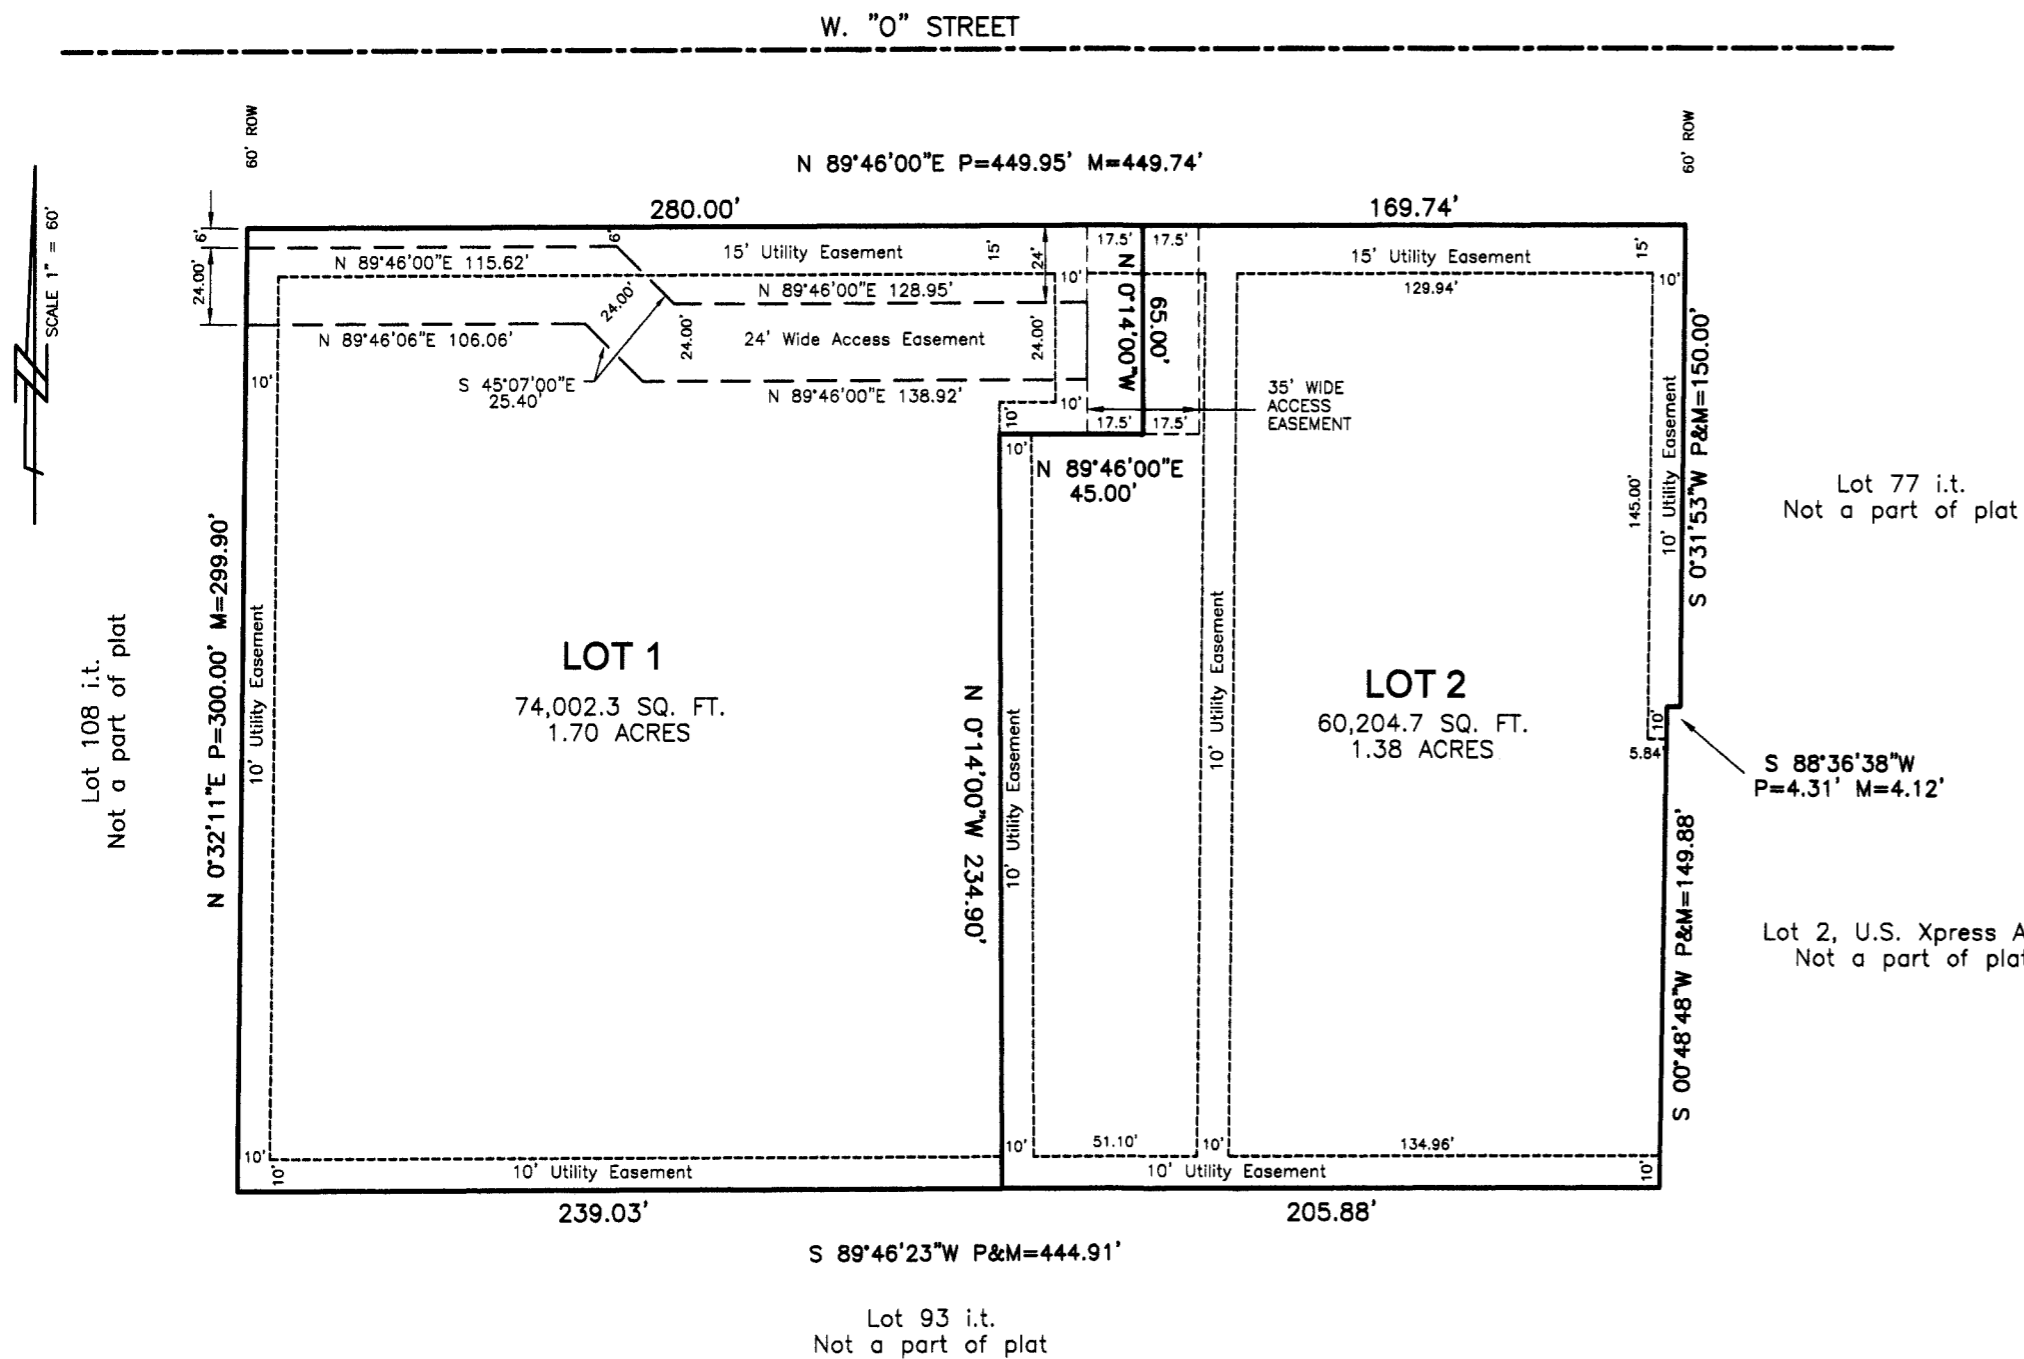 W. "O" STREET
60' ROW
60' ROW
N 89°46'00"E P=449.95' M=449.74'
SCALE 1" = 60'
280.00'
169.74'
6'
24.00'
6'
15' Utility Easement
15'
24'
17.5'
17.5'
15' Utility Easement
15'
N 89°46'00"E 115.62'
10'
10'
129.94'
N 89°46'00"E 128.95'
24.00'
24.00'
24' Wide Access Easement
24.00'
N 89°46'06"E 106.06'
N 0°14'00"W
65.00'
S 45°07'00"E
25.40'
N 89°46'00"E 138.92'
10'
10'
10'
17.5'
17.5'
35' WIDE
ACCESS
EASEMENT
10'
N 89°46'00"E
45.00'
145.00'
10' Utility Easement
S 0°31'53"W P&M=150.00'
Lot 77 i.t.
Not a part of plat
Lot 108 i.t.
Not a part of plat
N 0°32'11"E P=300.00' M=299.90'
10' Utility Easement
LOT 1
74,002.3 SQ. FT.
1.70 ACRES
N 0°14'00"W 234.90'
10' Utility Easement
10' Utility Easement
LOT 2
60,204.7 SQ. FT.
1.38 ACRES
10'
5.84'
S 88°36'38"W
P=4.31' M=4.12'
S 00°48'48"W P&M=149.88'
Lot 2, U.S. Xpress A
Not a part of plat
10'
10'
10' Utility Easement
10'
51.10'
10'
134.96'
10' Utility Easement
10'
239.03'
205.88'
S 89°46'23"W P&M=444.91'
Lot 93 i.t.
Not a part of plat